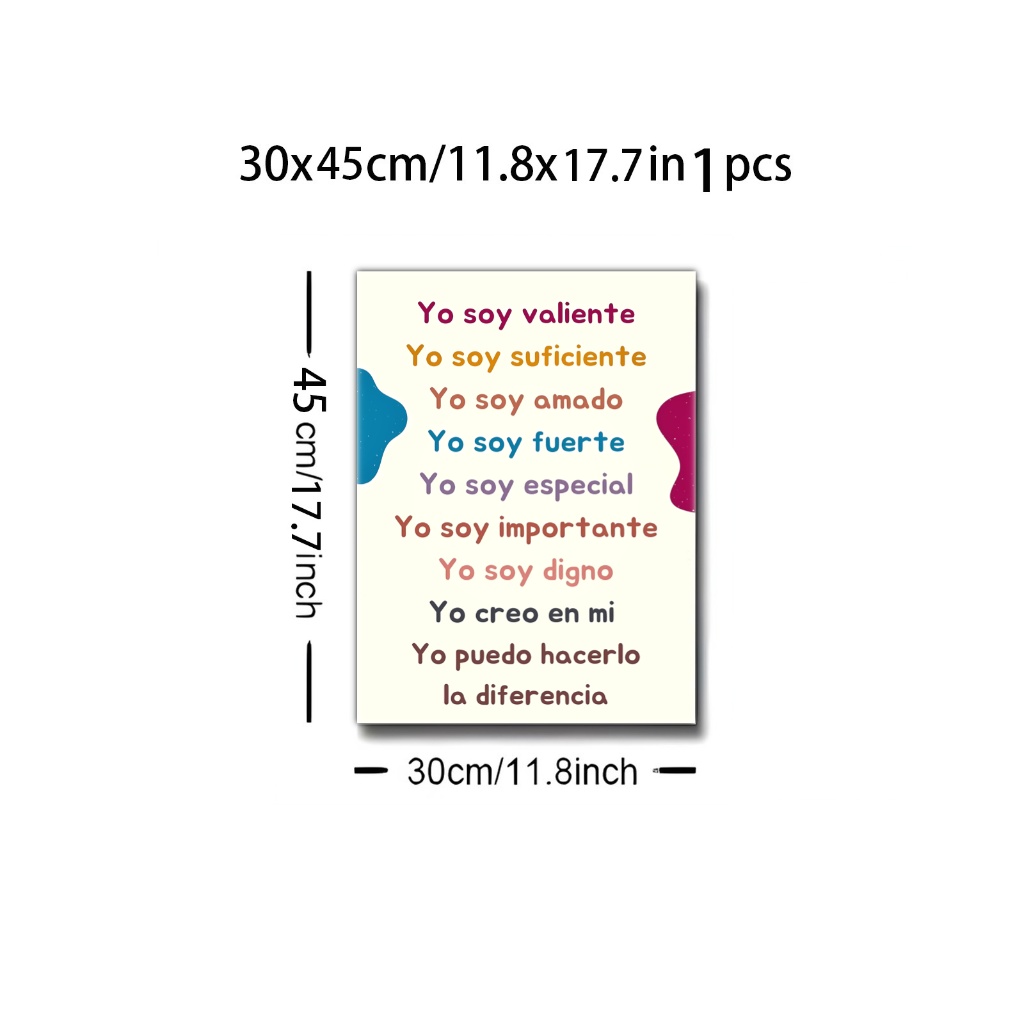 30x45cm/11.8x17.7in 1 pcs
45 cm/17.7inch
Yo soy valiente
Yo soy suficiente
Yo soy amado
Yo soy fuerte
Yo soy especial
Yo soy importante
Yo soy digno
Yo creo en mi
Yo puedo hacerlo
la diferencia
30cm/11.8inch